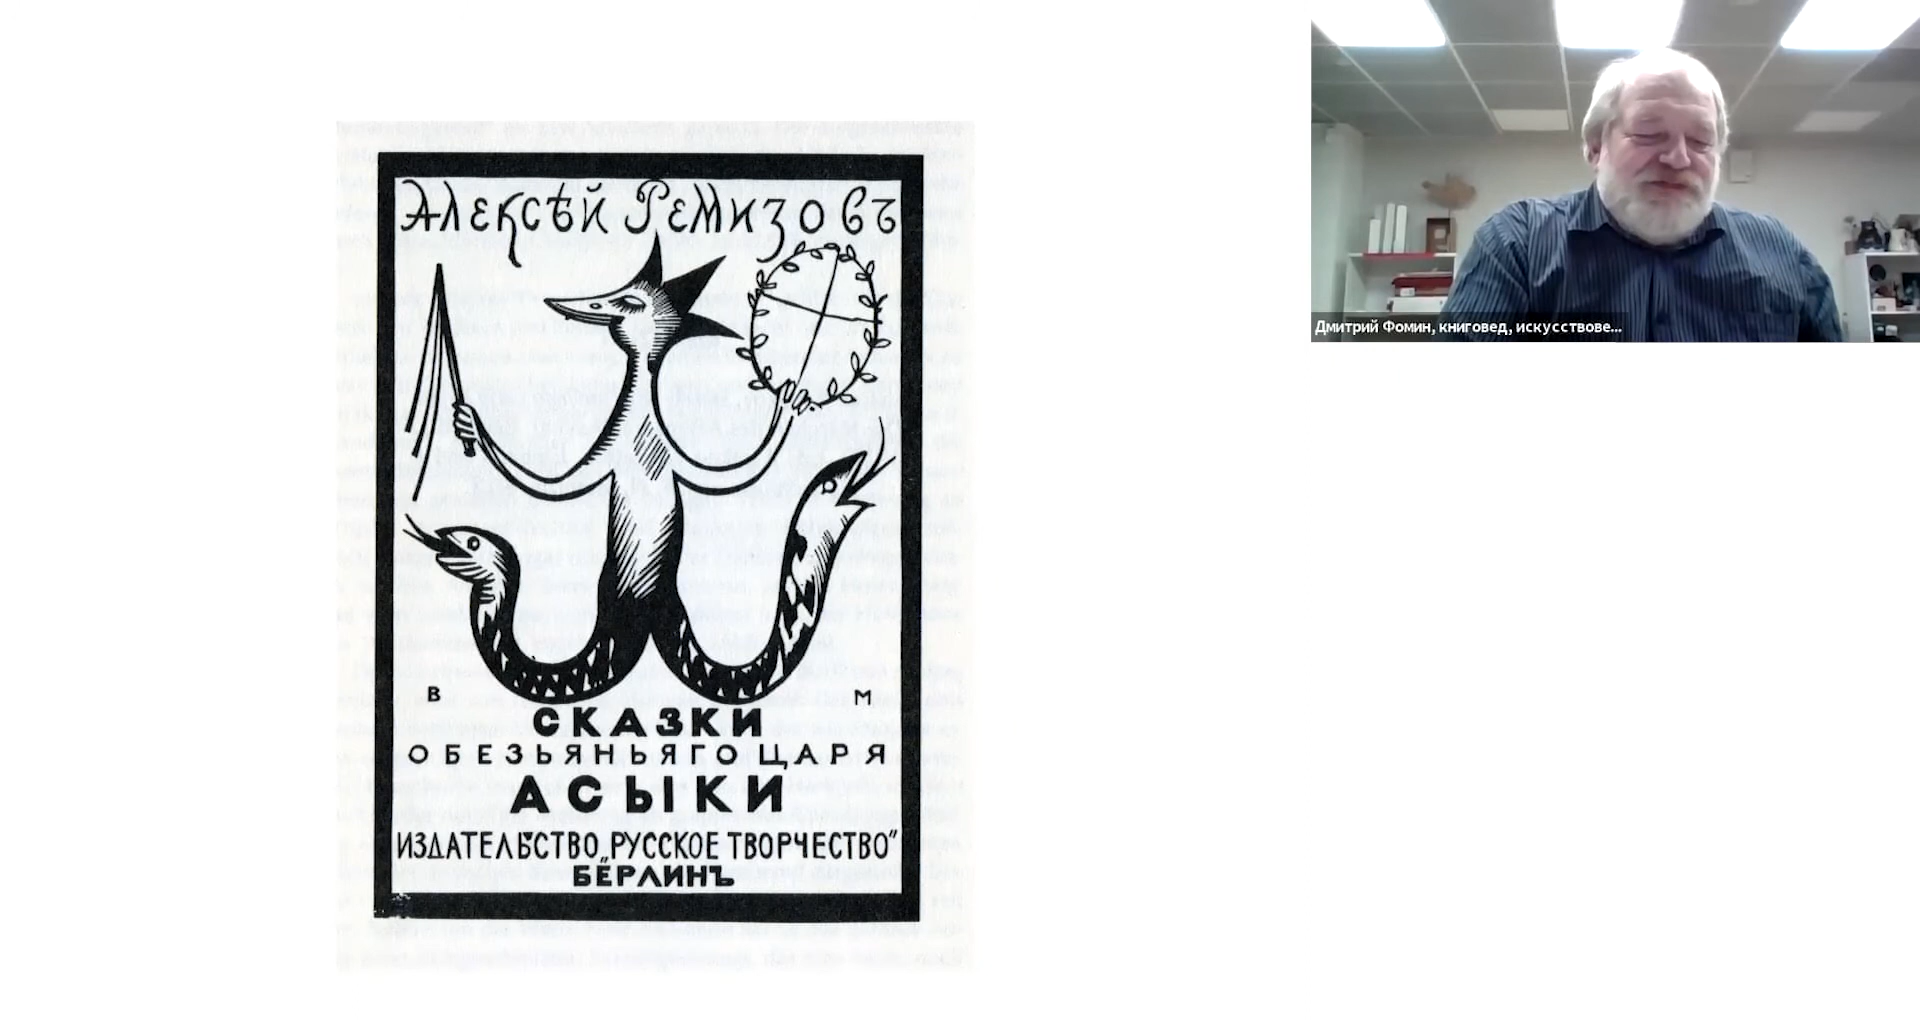 Алексѣй Ремизовъ
В М
СКАЗКИ
ОБЕЗЬЯНЬЯГО ЦАРЯ
АСЫКИ
ИЗДАТЕЛЬСТВО „РУССКОЕ ТВОРЧЕСТВО“
БЕРЛИНЪ
Дмитрий Фомин, книговед, искусствове...